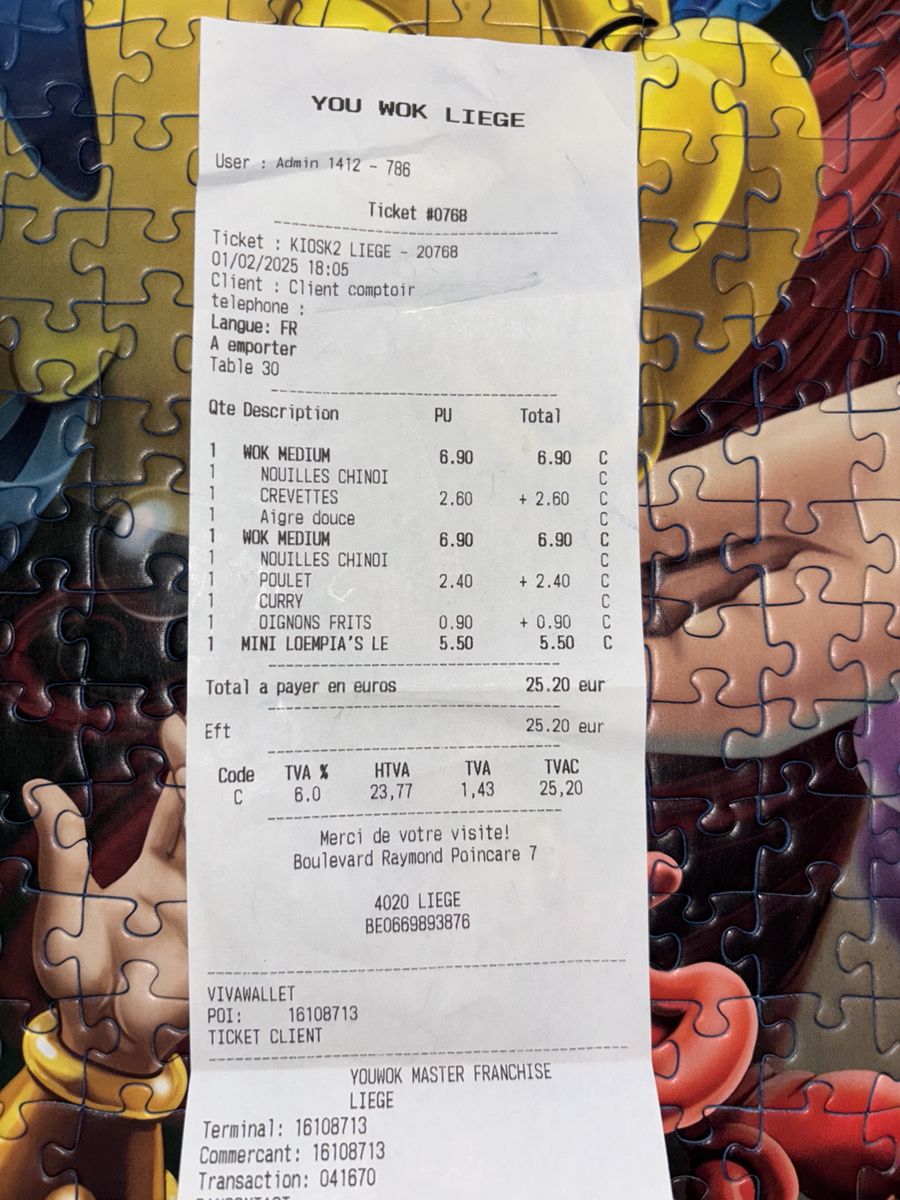 YOU WOK LIEGE
User : Admin 1412 - 786
Ticket #0768
Ticket : KIOSK2 LIEGE - 20768
01/02/2025 18:05
Client : Client comptoir
telephone :
Langue: FR
A emporter
Table 30
Qte Description PU Total
1 WOK MEDIUM 6.90 6.90 C
1 NOUILLES CHINOI C
1 CREVETTES 2.60 + 2.60 C
1 Aigre douce C
1 WOK MEDIUM 6.90 6.90 C
1 NOUILLES CHINOI C
1 POULET 2.40 + 2.40 C
1 CURRY C
1 OIGNONS FRITS 0.90 + 0.90 C
1 MINI LOEMPIA'S LE 5.50 5.50 C
Total a payer en euros 25.20 eur
Eft 25.20 eur
Code TVA % HTVA TVA TVAC
C 6.0 23,77 1,43 25,20
Merci de votre visite!
Boulevard Raymond Poincare 7
4020 LIEGE
BE0669893876
VIVAWALLET
POI: 16108713
TICKET CLIENT
YOUWOK MASTER FRANCHISE
LIEGE
Terminal: 16108713
Commercant: 16108713
Transaction: 041670